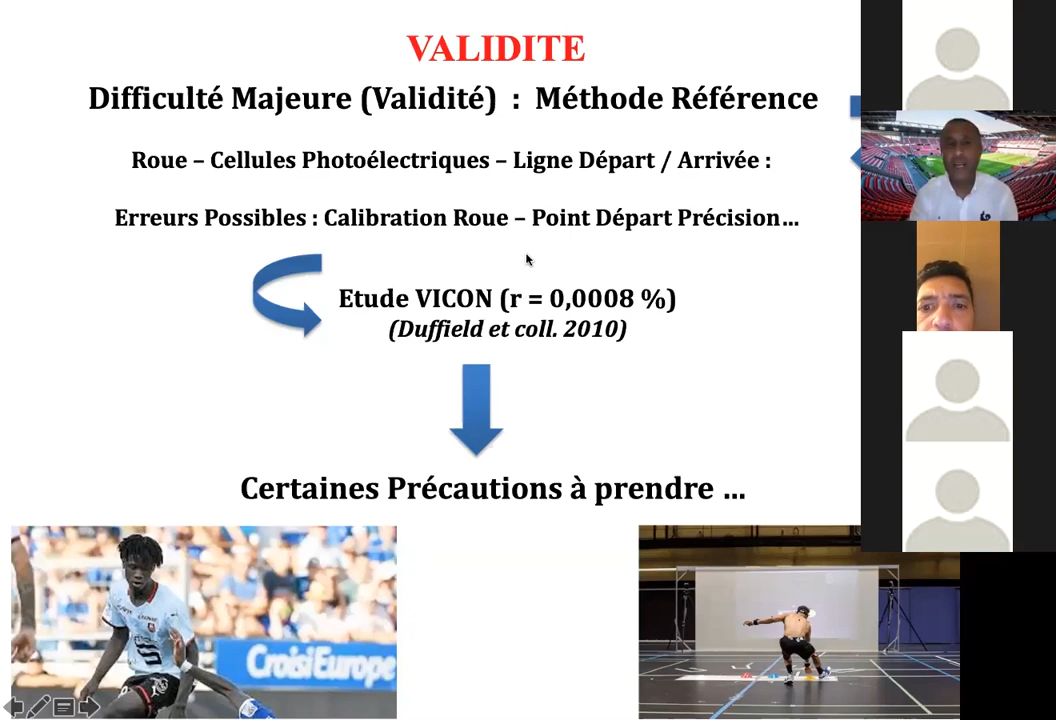 VALIDITE
Difficulté Majeure (Validité) : Méthode Référence
Roue – Cellules Photoélectriques – Ligne Départ / Arrivée :
Erreurs Possibles : Calibration Roue – Point Départ Précision…
Etude VICON (r = 0,0008 %)
(Duffield et coll. 2010)
Certaines Précautions à prendre …
CroisiEurope